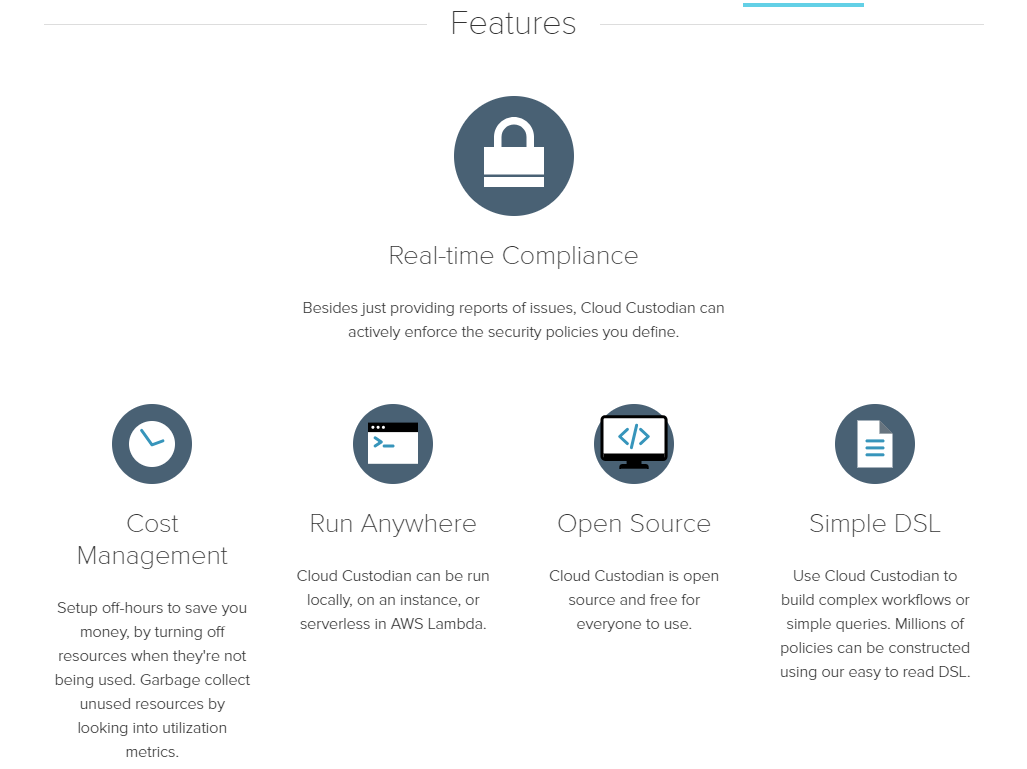 Features
Real-time Compliance
Besides just providing reports of issues, Cloud Custodian can
actively enforce the security policies you define.
Cost
Management
Setup off-hours to save you
money, by turning off
resources when they're not
being used. Garbage collect
unused resources by
looking into utilization
metrics.
Run Anywhere
Cloud Custodian can be run
locally, on an instance, or
serverless in AWS Lambda.
Open Source
Cloud Custodian is open
source and free for
everyone to use.
Simple DSL
Use Cloud Custodian to
build complex workflows or
simple queries. Millions of
policies can be constructed
using our easy to read DSL.